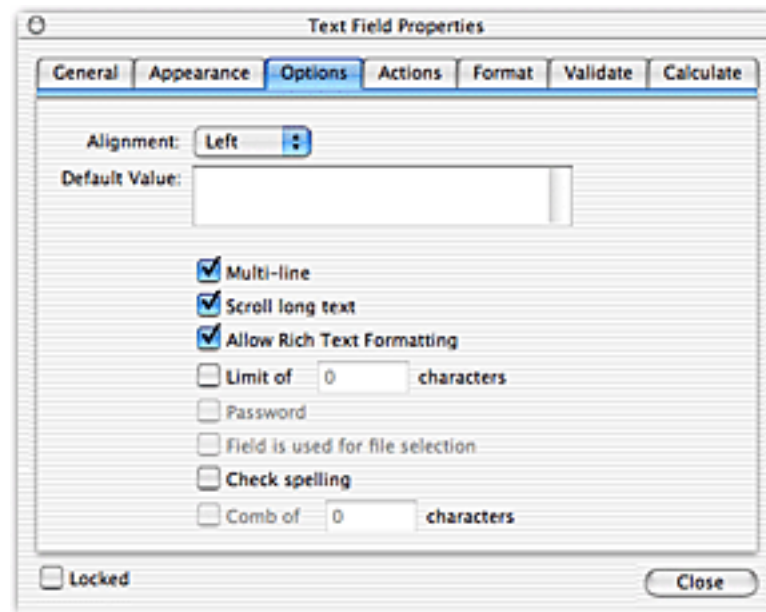 Text Field Properties
General Appearance Options Actions Format Validate Calculate
Alignment: Left
Default Value:
Multi-line
Scroll long text
Allow Rich Text Formatting
Limit of 0 characters
Password
Field is used for file selection
Check spelling
Comb of 0 characters
Locked Close